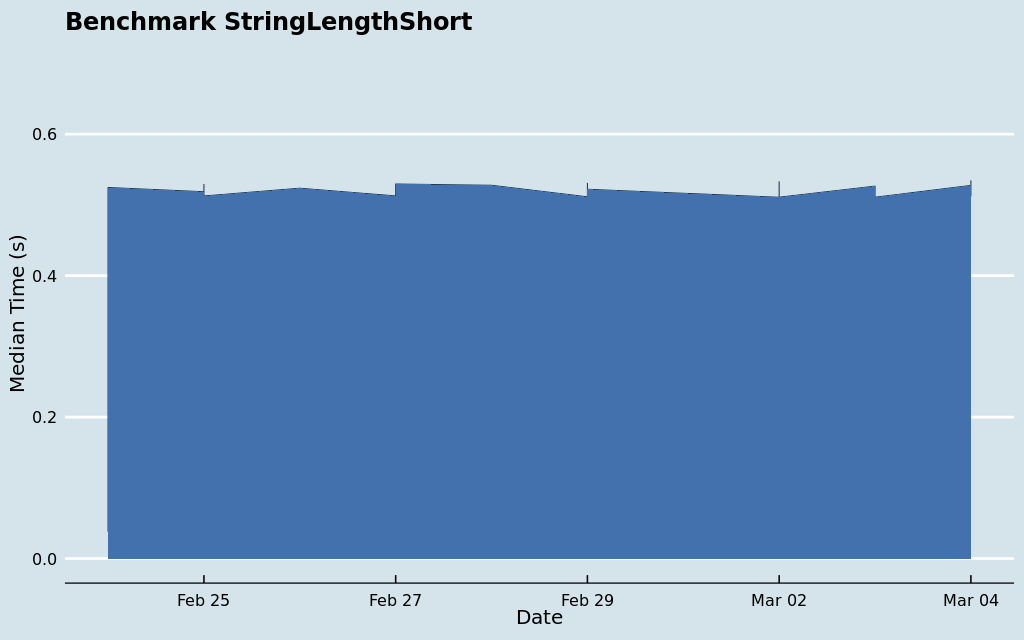 Benchmark StringLengthShort
Median Time (s)
0.6
0.4
0.2
0.0
Feb 25 Feb 27 Feb 29 Mar 02 Mar 04
Date